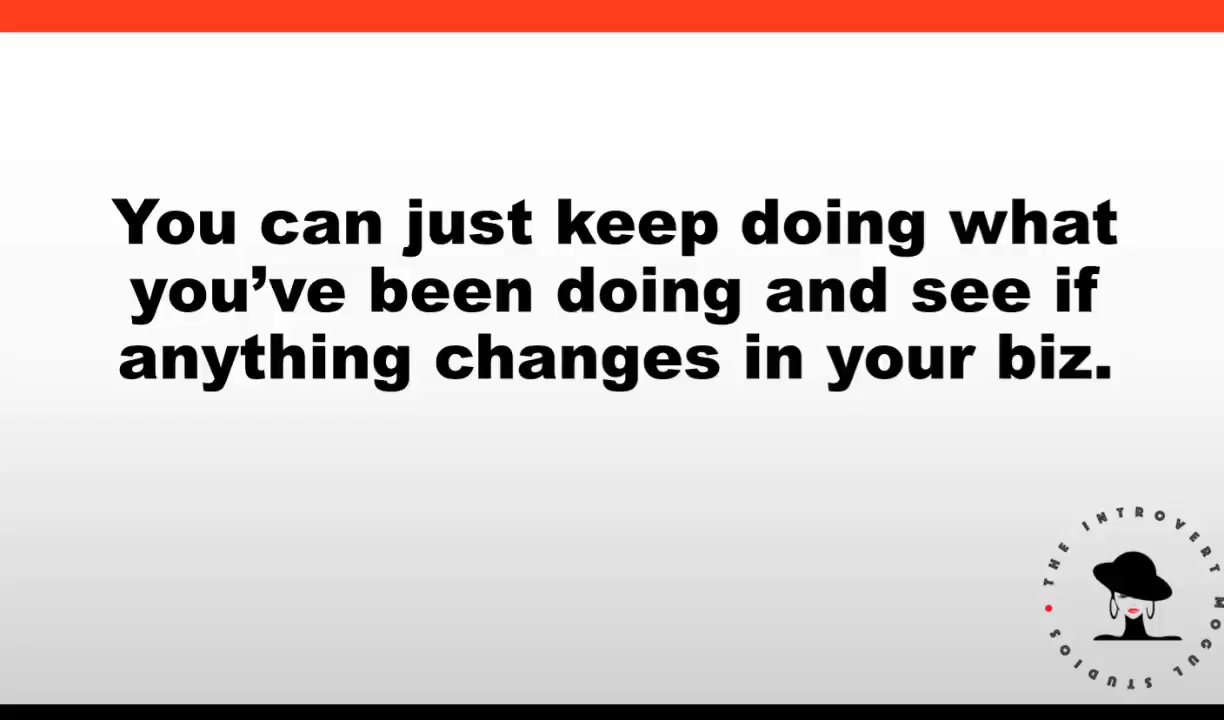 You can just keep doing what
you’ve been doing and see if
anything changes in your biz.
THE INTROVERT MOGUL STUDIOS